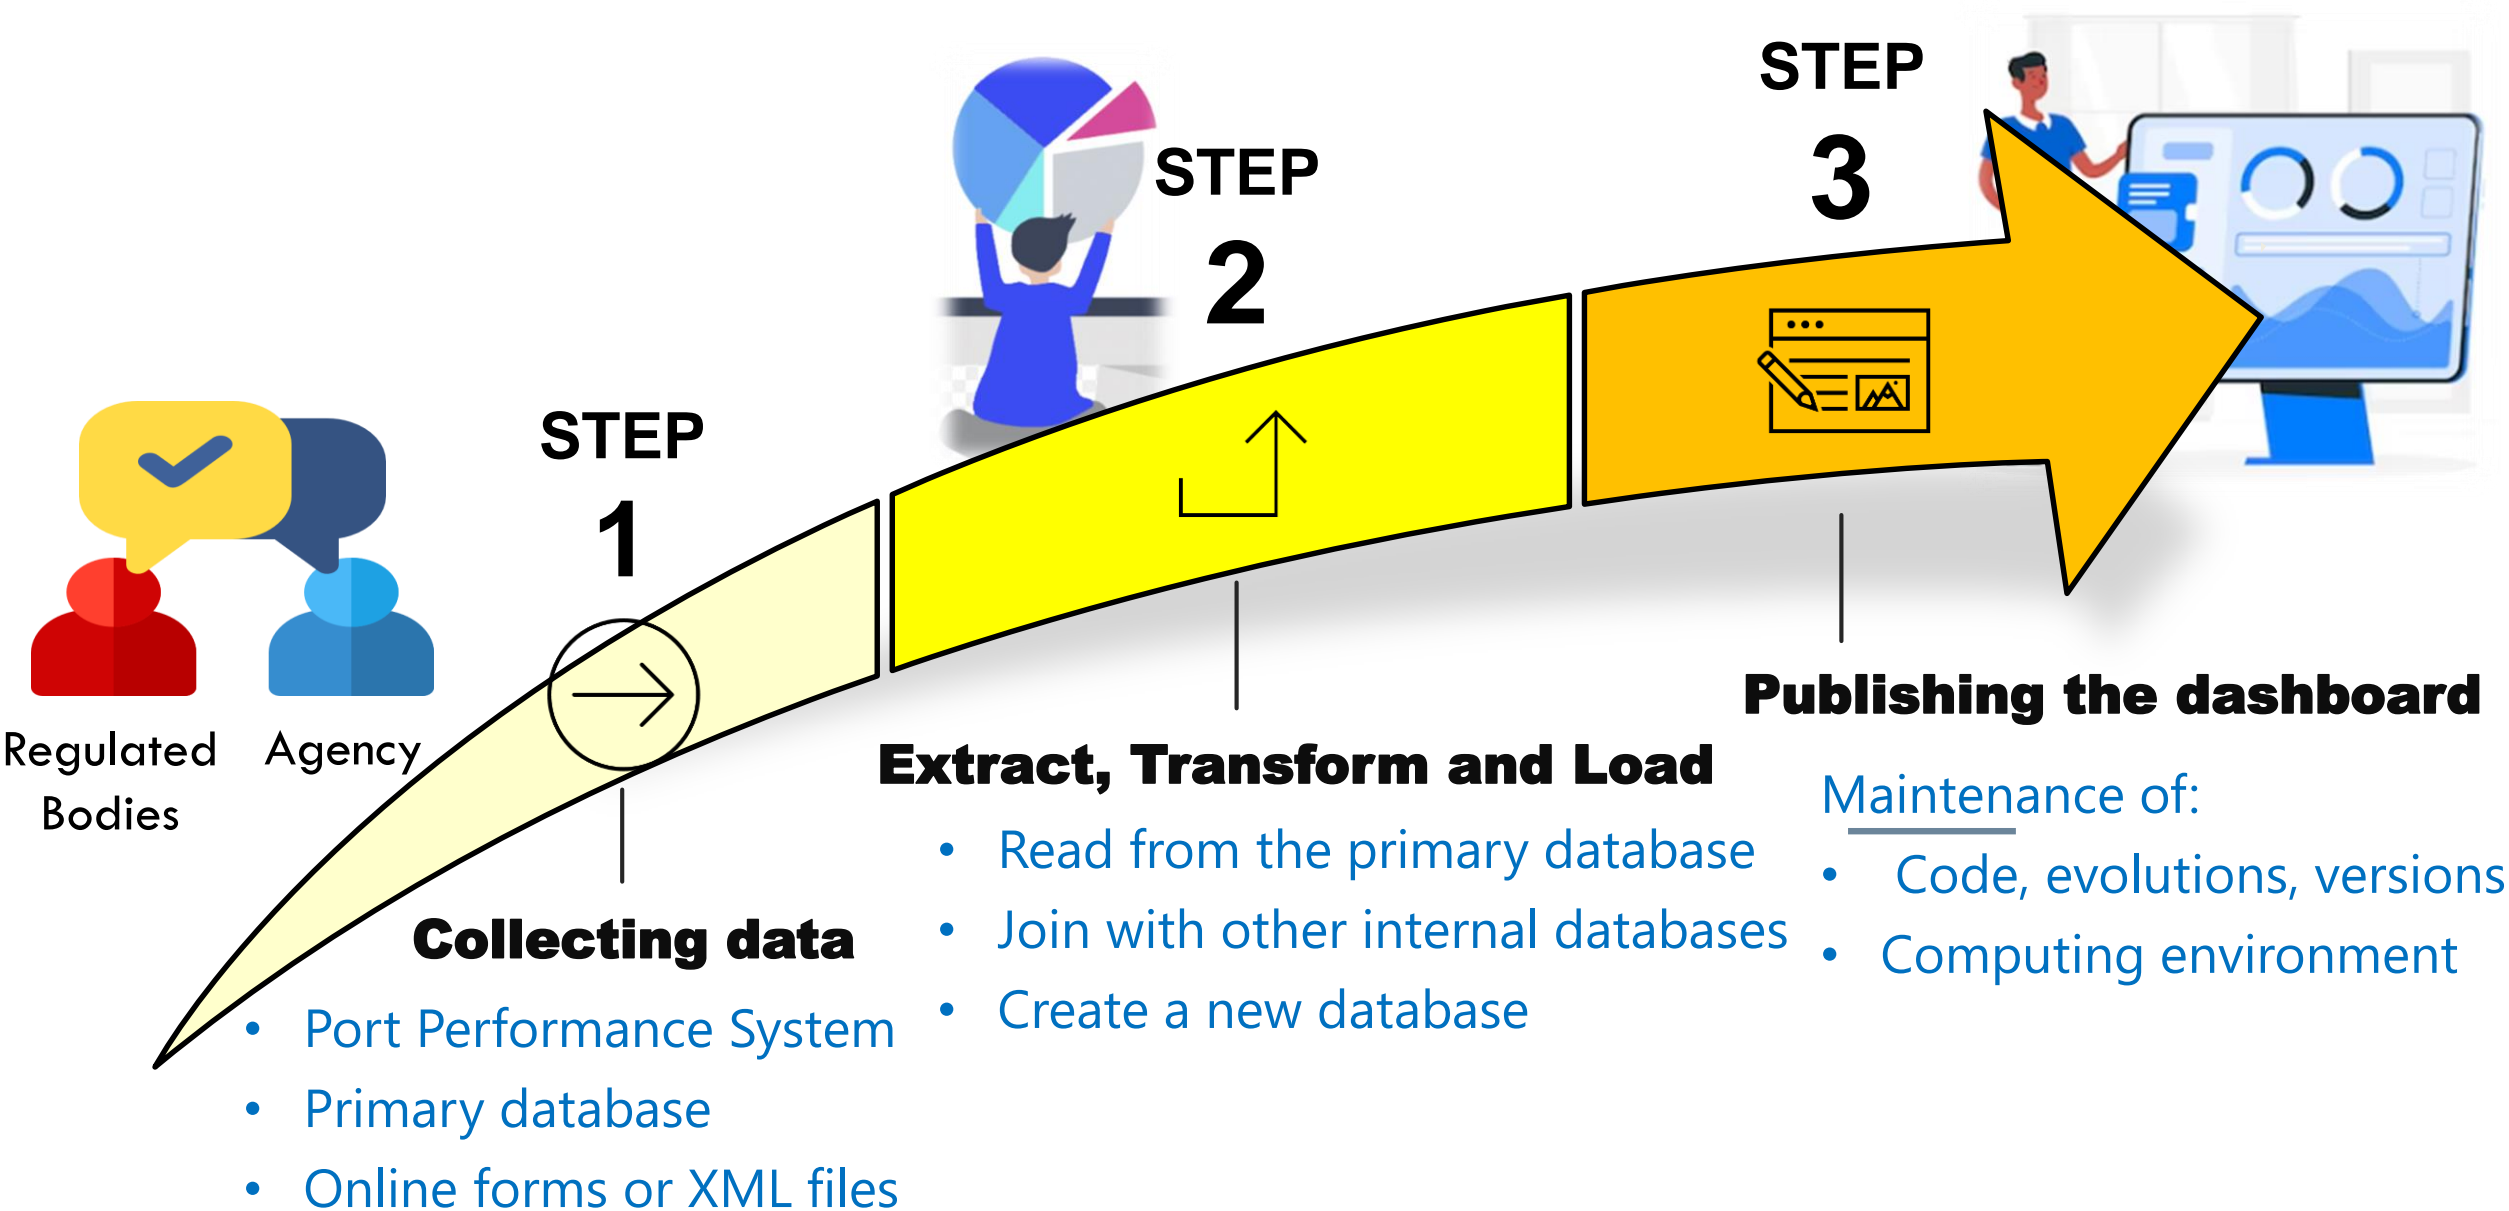 Regulated
Bodies
Agency
STEP
1
Collecting data
• Port Performance System
• Primary database
• Online forms or XML files
STEP
2
Extract, Transform and Load
• Read from the primary database
• Join with other internal databases
• Create a new database
STEP
3
Publishing the dashboard
Maintenance of:
• Code, evolutions, versions
• Computing environment